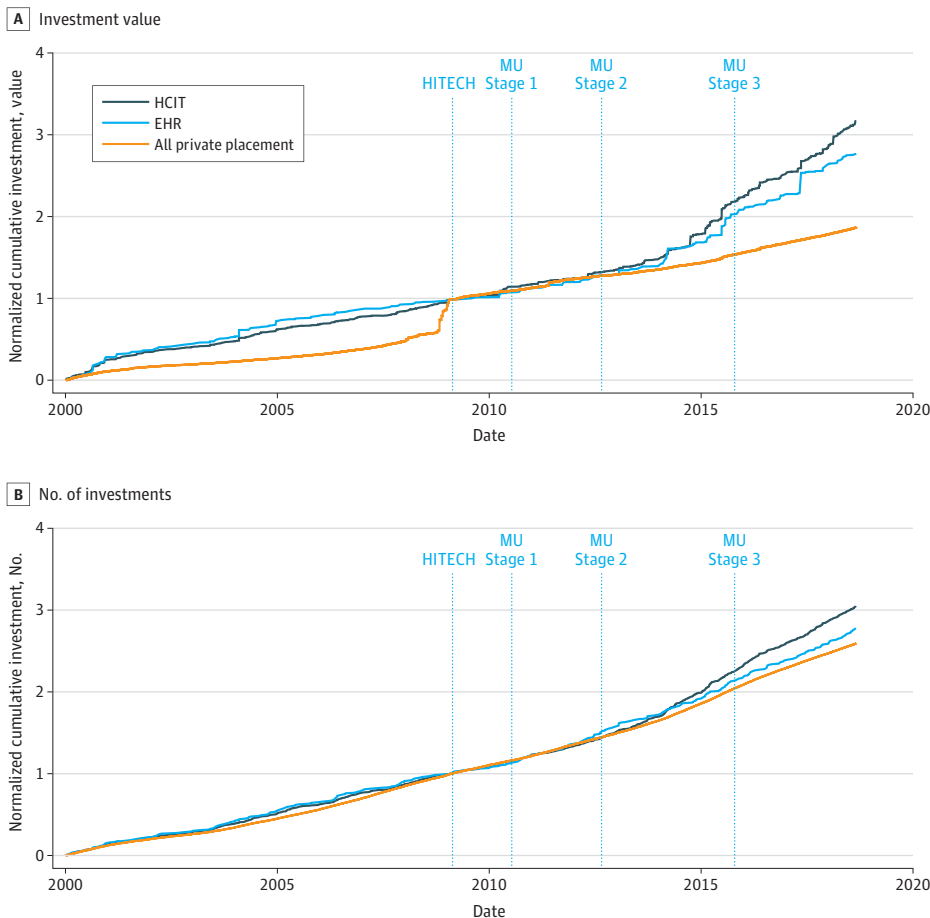 A Investment value
4
3
2
1
0
Normalized cumulative investment, value
HITECH
MU
Stage 1
MU
Stage 2
MU
Stage 3
HCIT
EHR
All private placement
2000
2005
2010
2015
2020
Date
B No. of investments
4
3
2
1
0
Normalized cumulative investment, No.
HITECH
MU
Stage 1
MU
Stage 2
MU
Stage 3
2000
2005
2010
2015
2020
Date